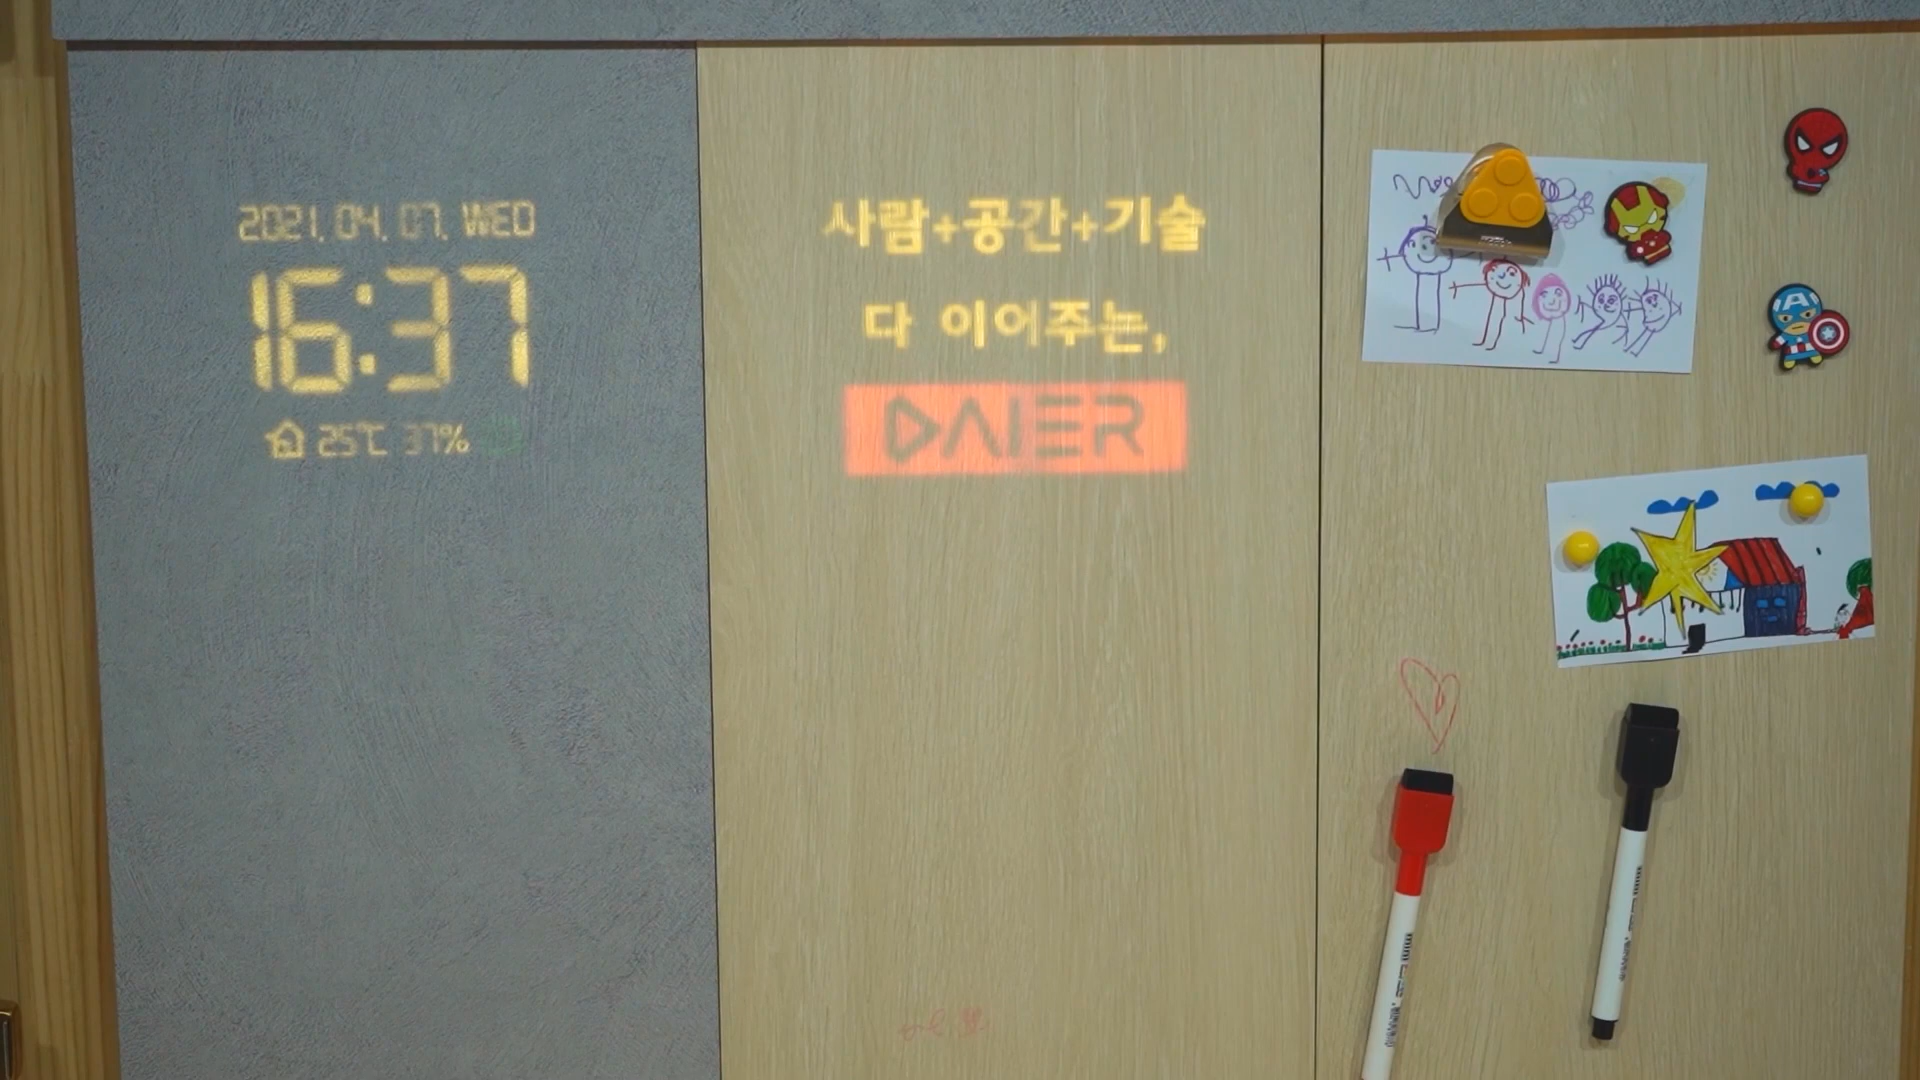 2021. 04. 07. WED
16:37
25℃ 37%
사람+공간+기술
다 이어주는,
DAIER